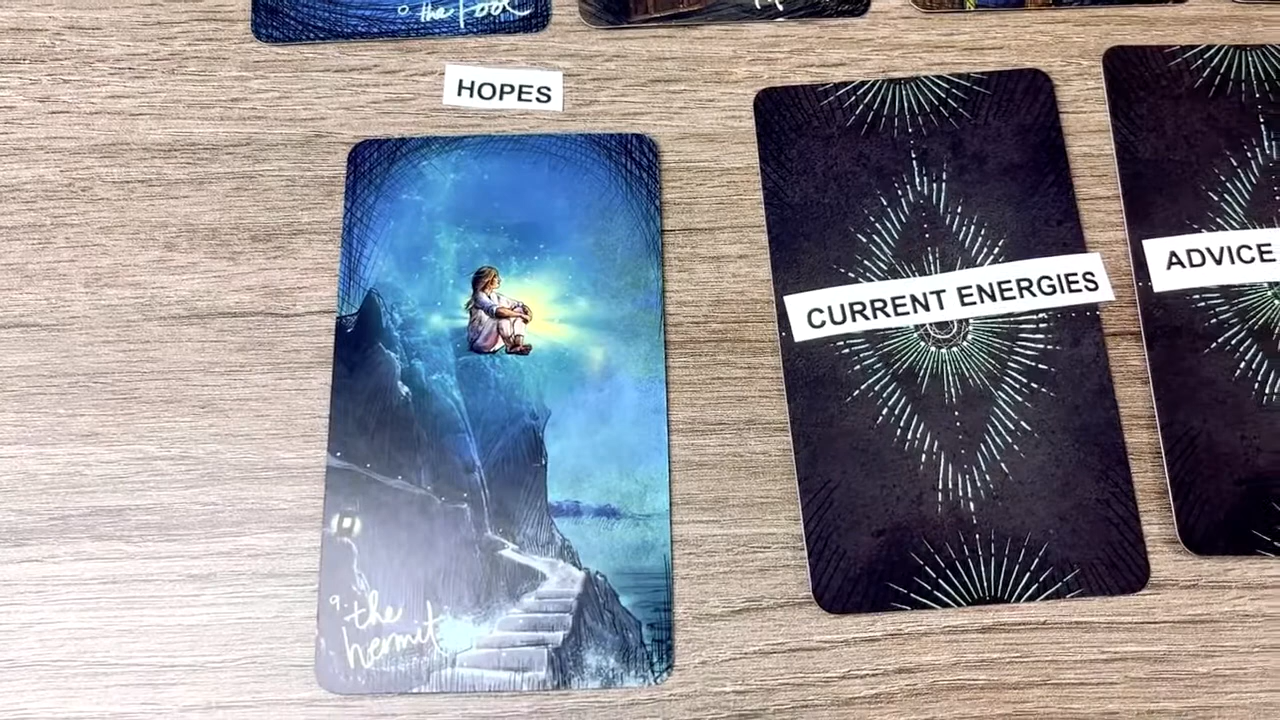 0 the Fool
HOPES
CURRENT ENERGIES
ADVICE
9. the
hermit